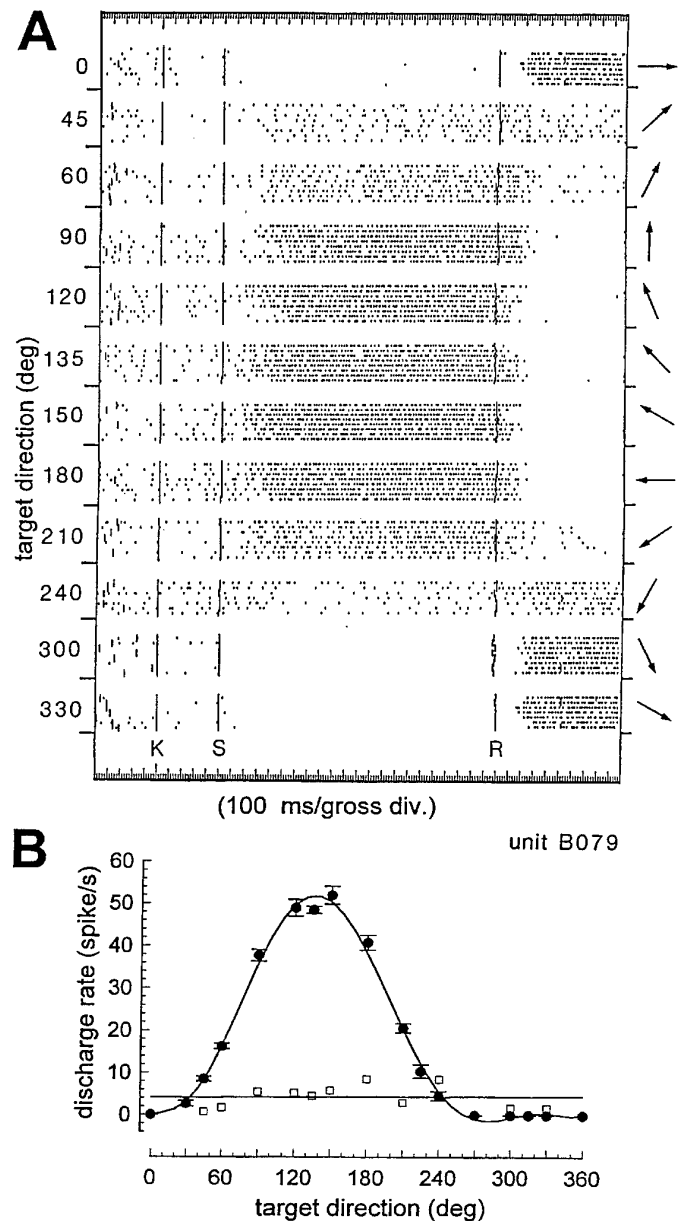 A
target direction (deg)
0
45
60
90
120
135
150
180
210
240
300
330
K S R
(100 ms/gross div.)
B
unit B079
discharge rate (spike/s)
60
50
40
30
20
10
0
0 60 120 180 240 300 360
target direction (deg)